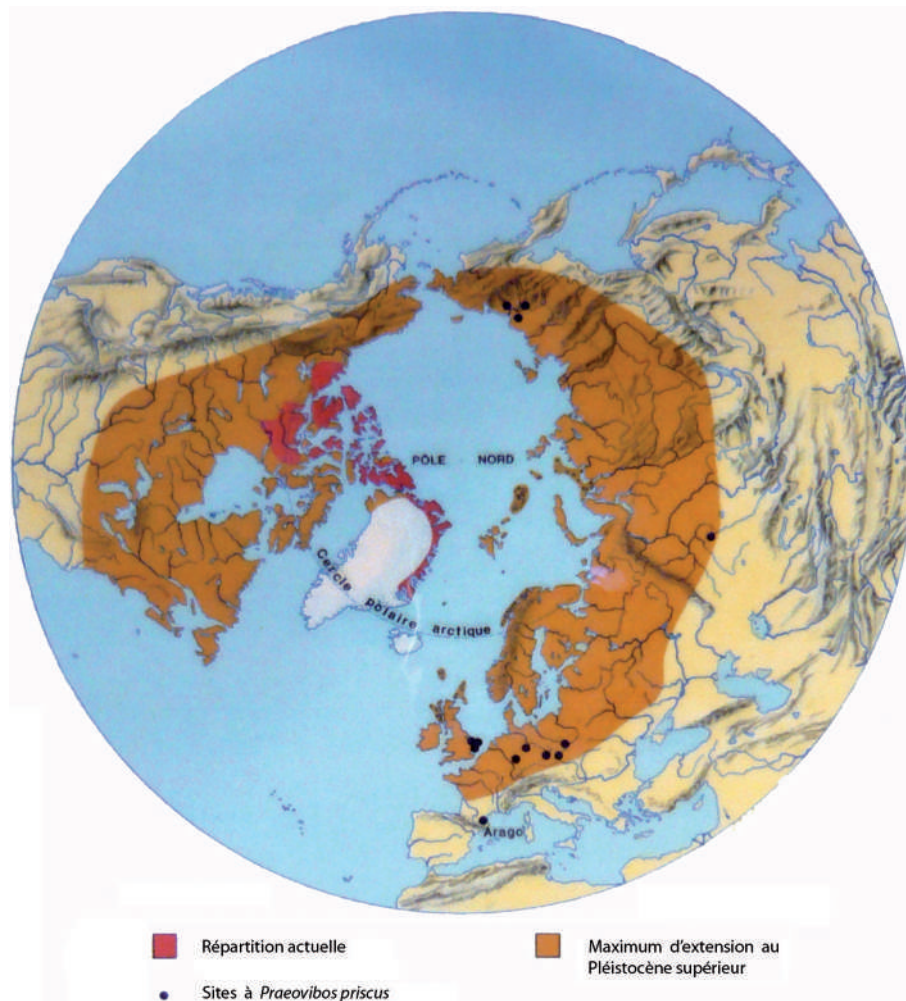 PÔLE NORD
Cercle polaire arctique
Arago
Répartition actuelle
Maximum d'extension au
Pléistocène supérieur
Sites à Praeovibos priscus